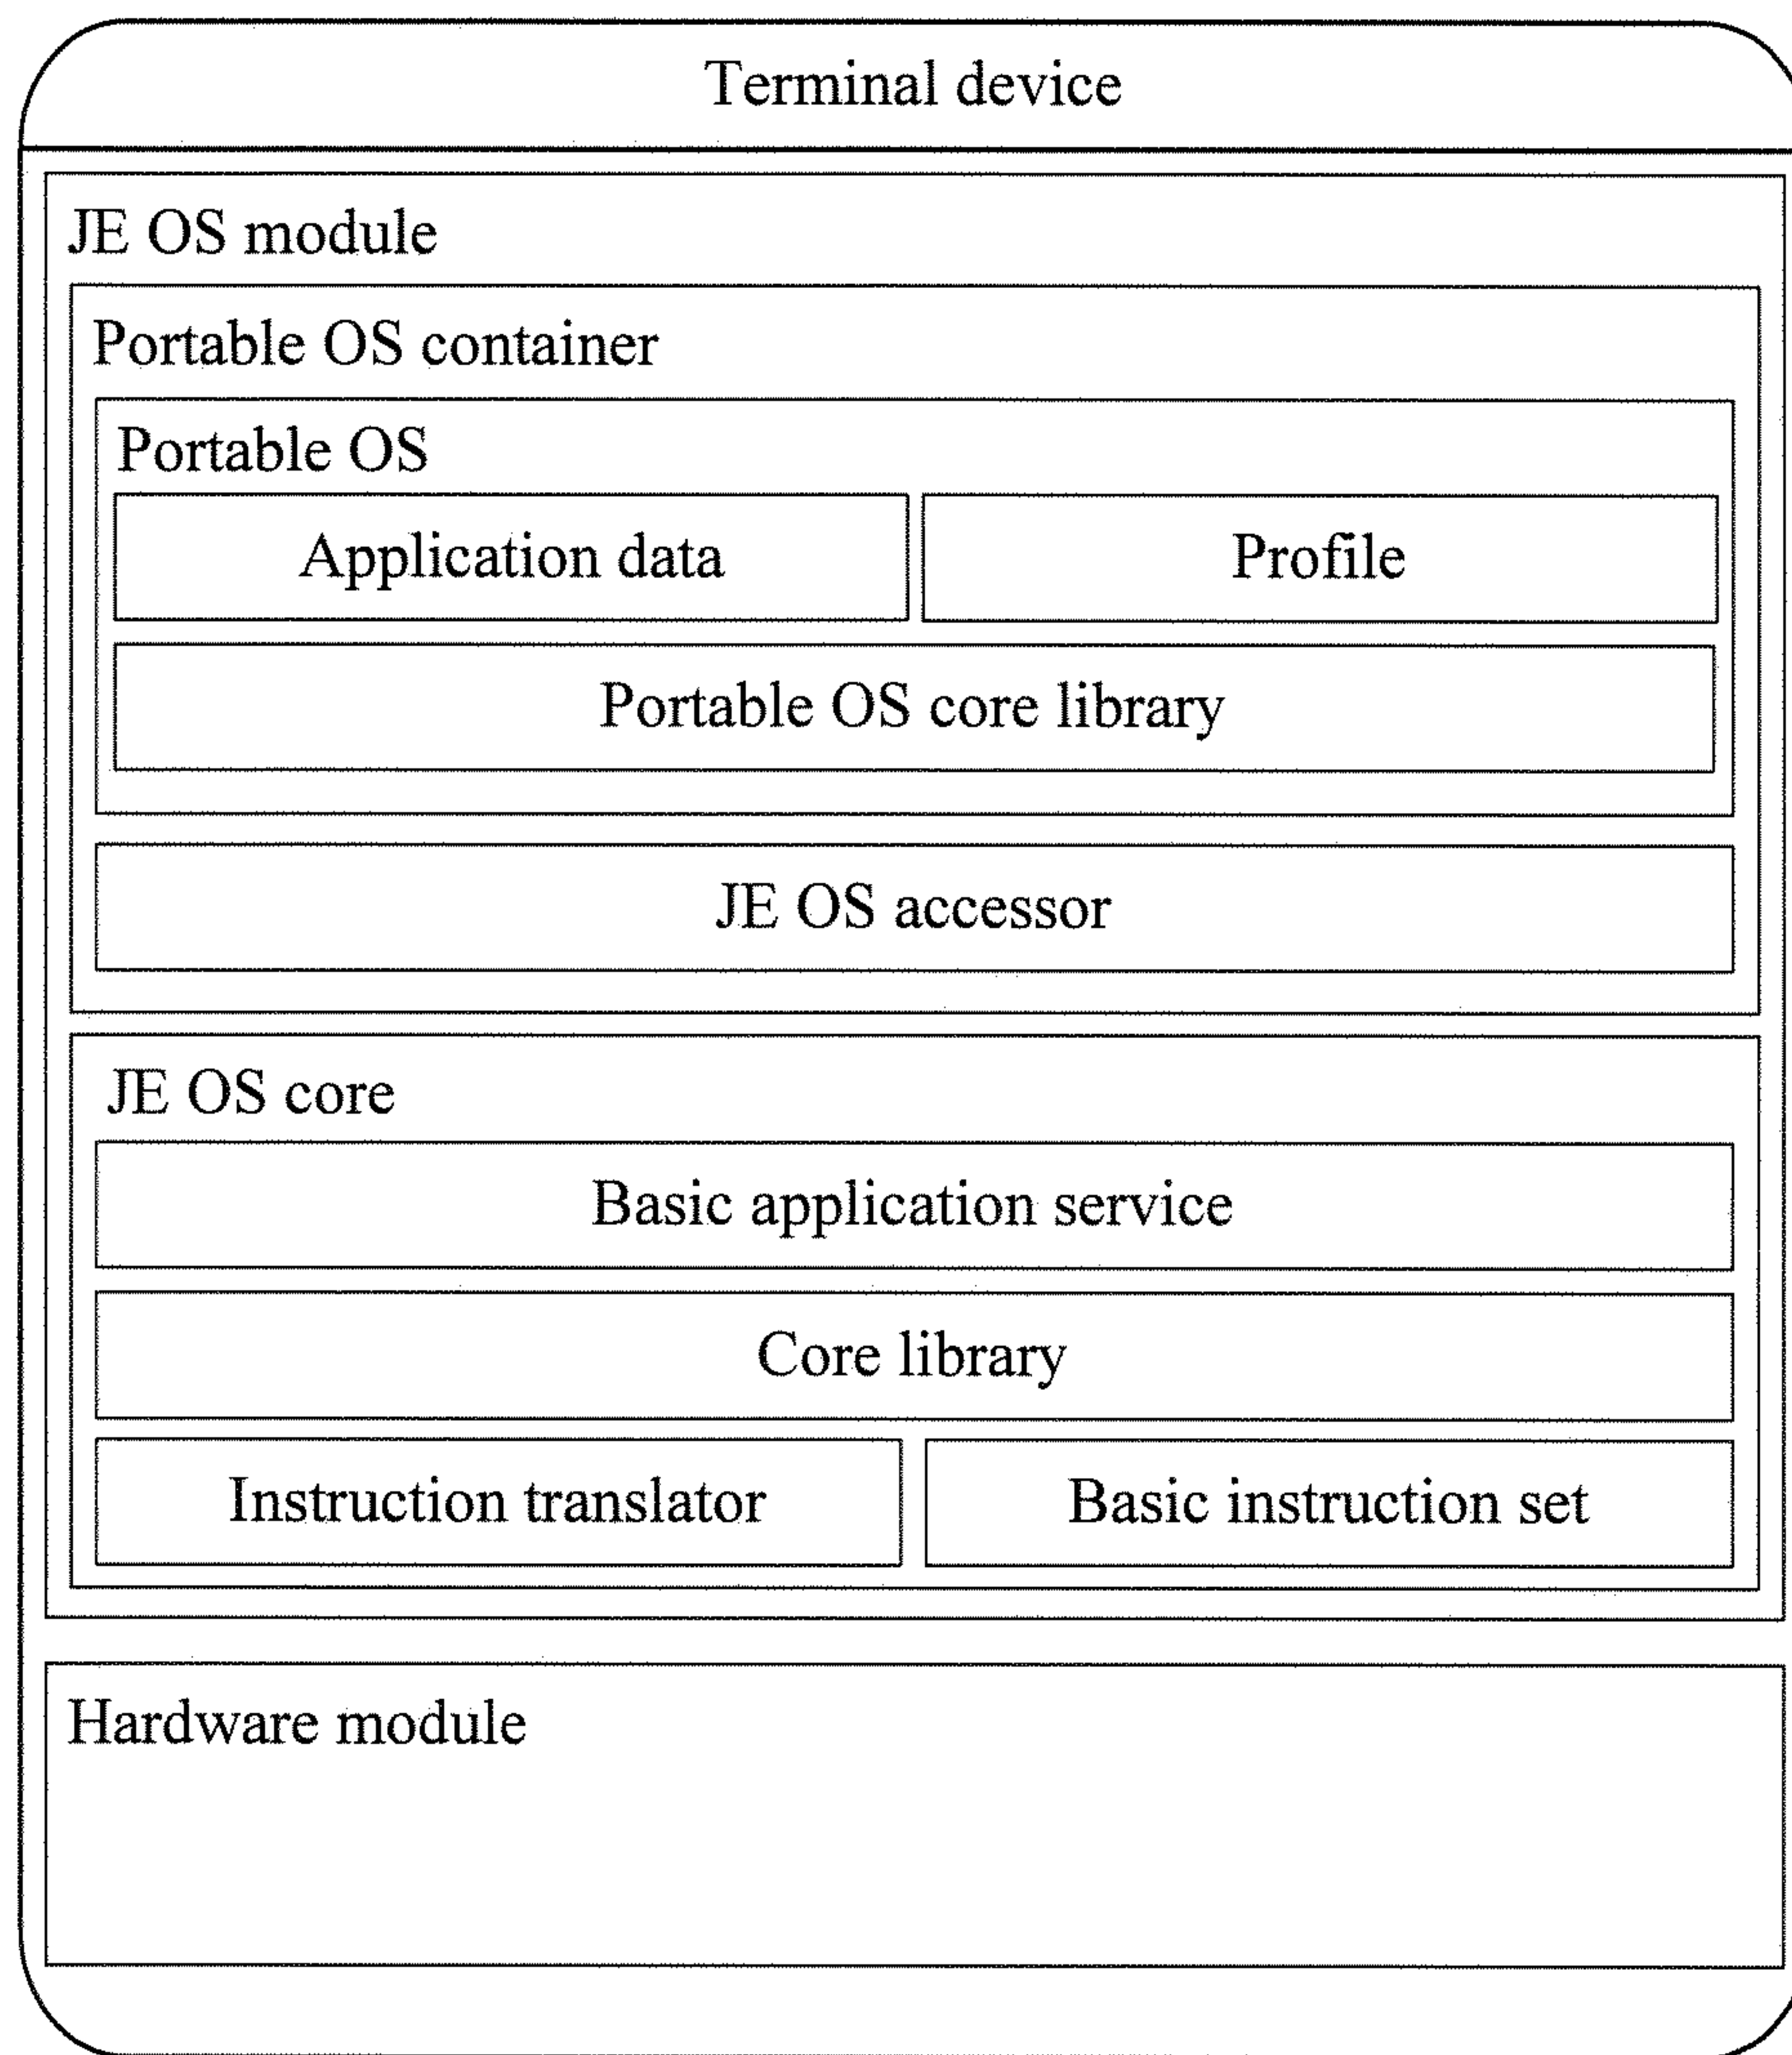 Terminal device
JE OS module
Portable OS container
Portable OS
Application data
Profile
Portable OS core library
JE OS accessor
JE OS core
Basic application service
Core library
Instruction translator
Basic instruction set
Hardware module